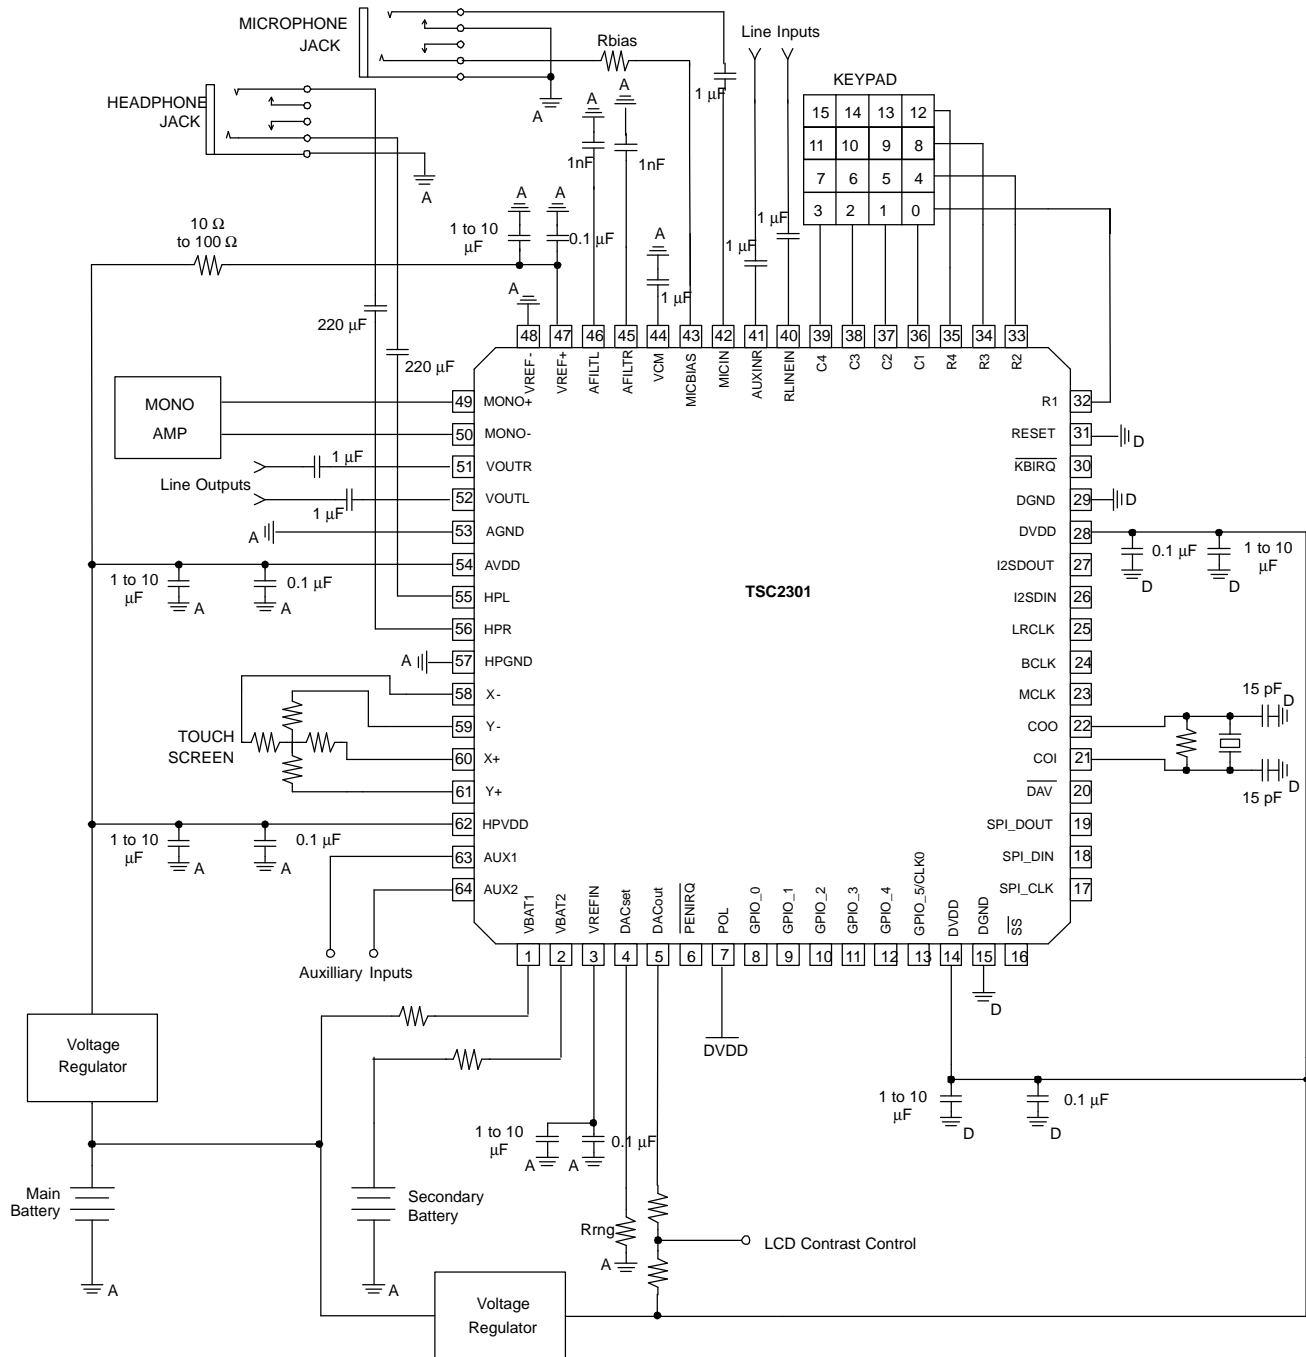 MICROPHONE
JACK
Rbias
A
Line Inputs
1 μF
KEYPAD
15 14 13 12
11 10 9 8
7 6 5 4
3 2 1 0
HEADPHONE
JACK
A
A
A
1nF
1nF
10 Ω
to 100 Ω
1 to 10
μF
A
A
0.1 μF
A
A
1 μF
1 μF
1 μF
220 μF
220 μF
48 47 46 45 44 43 42 41 40 39 38 37 36 35 34 33
VREF-
VREF+
AFILTL
AFILTR
VCM
MICBIAS
MICIN
AUXINR
RLINEIN
C4
C3
C2
C1
R4
R3
R2
MONO
AMP
49 MONO+
50 MONO-
51 VOUTR
52 VOUTL
53 AGND
54 AVDD
55 HPL
56 HPR
57 HPGND
58 X-
59 Y-
60 X+
61 Y+
62 HPVDD
63 AUX1
64 AUX2
1 μF
Line Outputs
1 μF
A
1 to 10
μF
A
0.1 μF
A
A
TOUCH
SCREEN
1 to 10
μF
A
0.1 μF
A
Auxilliary Inputs
TSC2301
R1 32
RESET 31
KBIRQ 30
DGND 29
DVDD 28
I2SDOUT 27
I2SDIN 26
LRCLK 25
BCLK 24
MCLK 23
COO 22
COI 21
DAV 20
SPI_DOUT 19
SPI_DIN 18
SPI_CLK 17
D
D
0.1 μF
D
1 to 10
μF
D
15 pF
D
D
15 pF
VBAT1
VBAT2
VREFIN
DACset
DACout
PENIRQ
POL
GPIO_0
GPIO_1
GPIO_2
GPIO_3
GPIO_4
GPIO_5/CLK0
DVDD
DGND
SS
1 2 3 4 5 6 7 8 9 10 11 12 13 14 15 16
D
DVDD
Voltage
Regulator
1 to 10
μF
D
0.1 μF
D
1 to 10
μF
A
0.1 μF
A
Main
Battery
A
Secondary
Battery
A
Rrng
A
LCD Contrast Control
Voltage
Regulator